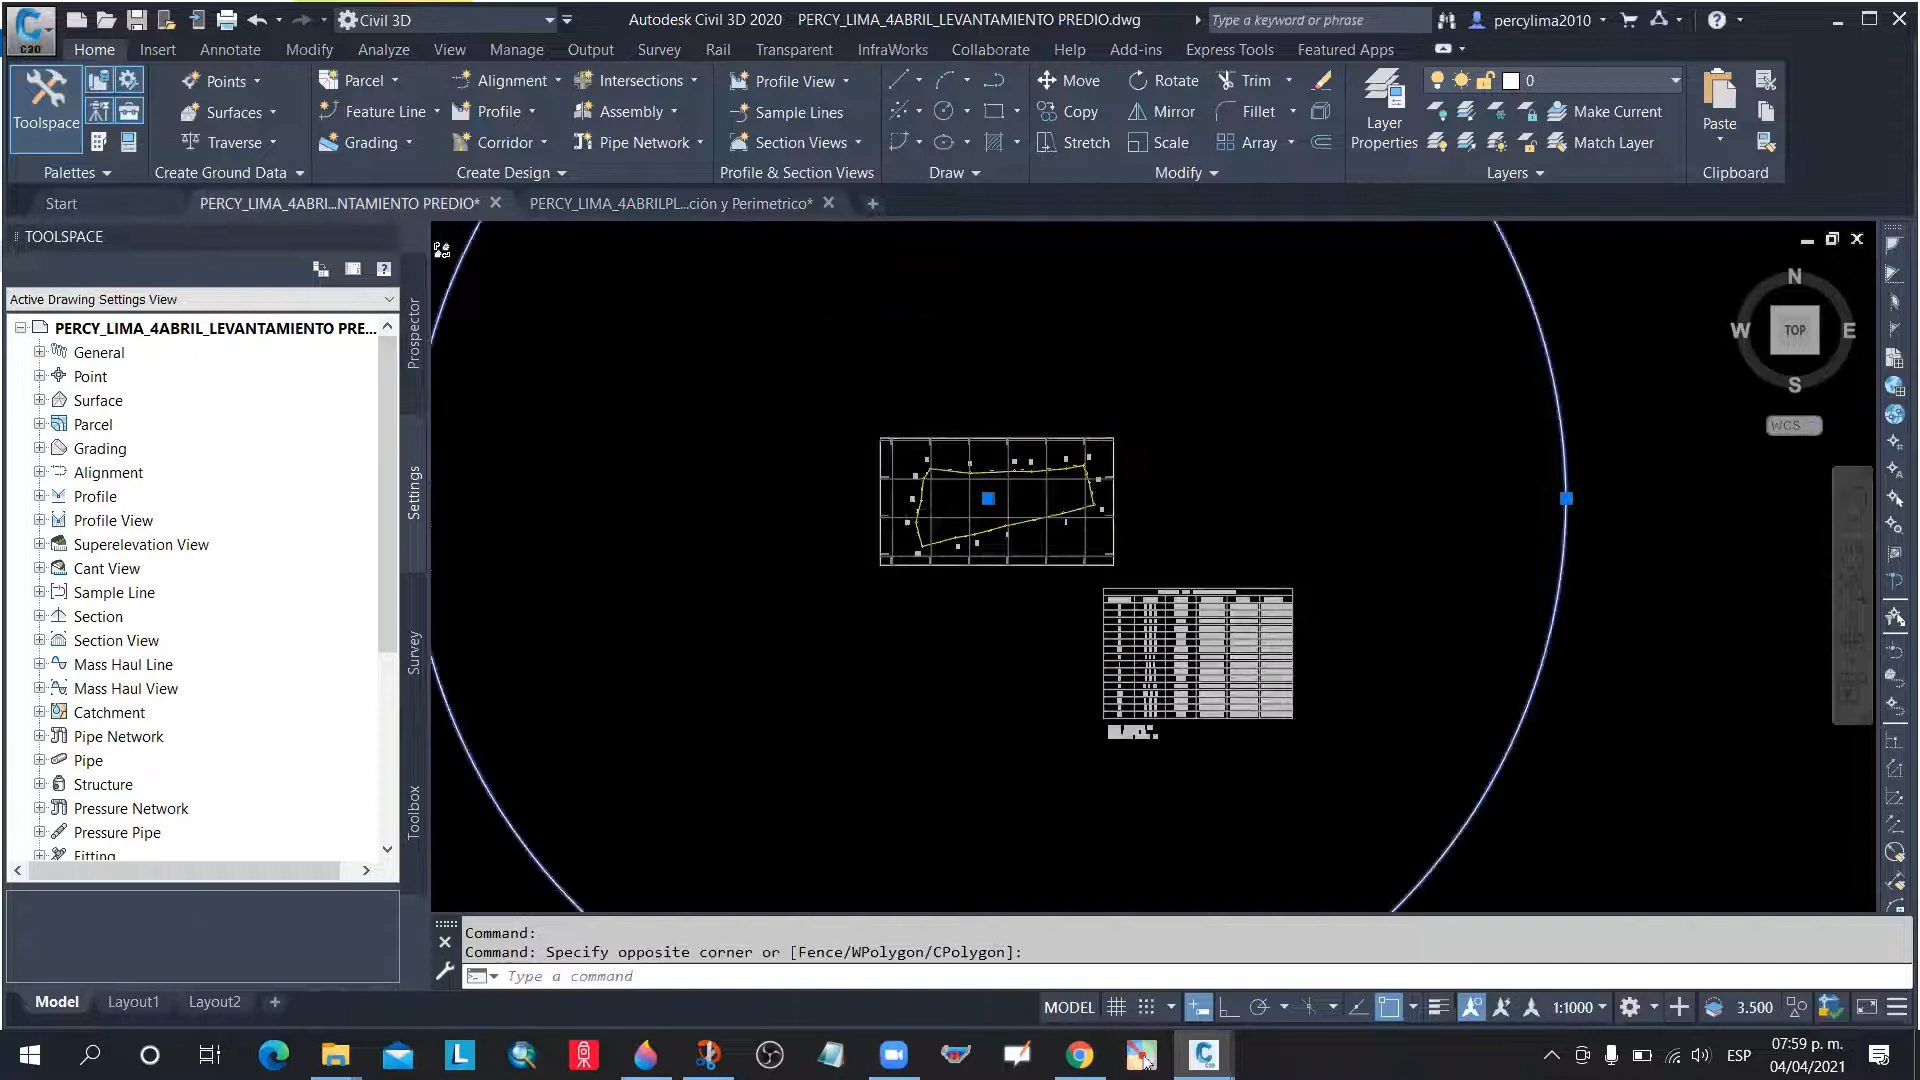 Civil 3D
Autodesk Civil 3D 2020 PERCY_LIMA_4ABRIL_LEVANTAMIENTO PREDIO.dwg
Type a keyword or phrase
percylima2010
C3D
Home Insert Annotate Modify Analyze View Manage Output Survey Rail Transparent InfraWorks Collaborate Help Add-ins Express Tools Featured Apps
Points Parcel Alignment Intersections Profile View Move Rotate Trim 0
Surfaces Feature Line Profile Assembly Sample Lines Copy Mirror Fillet Make Current
Toolspace Layer Properties Paste
Traverse Grading Corridor Pipe Network Section Views Stretch Scale Array Match Layer
Palettes Create Ground Data Create Design Profile & Section Views Draw Modify Layers Clipboard
Start PERCY_LIMA_4ABRI...NTAMIENTO PREDIO* PERCY_LIMA_4ABRILPL...ción y Perimetrico*
TOOLSPACE
Active Drawing Settings View
PERCY_LIMA_4ABRIL_LEVANTAMIENTO PRE...
General
Point
Surface
Parcel
Grading
Alignment
Profile
Profile View
Superelevation View
Cant View
Sample Line
Section
Section View
Mass Haul Line
Mass Haul View
Catchment
Pipe Network
Pipe
Structure
Pressure Network
Pressure Pipe
Fitting
Prospector
Settings
Survey
Toolbox
N
W TOP E
S
WCS
Command:
Command: Specify opposite corner or [Fence/WPolygon/CPolygon]:
Type a command
Model Layout1 Layout2
MODEL 1:1000 3.500
ESP
07:59 p. m.
04/04/2021